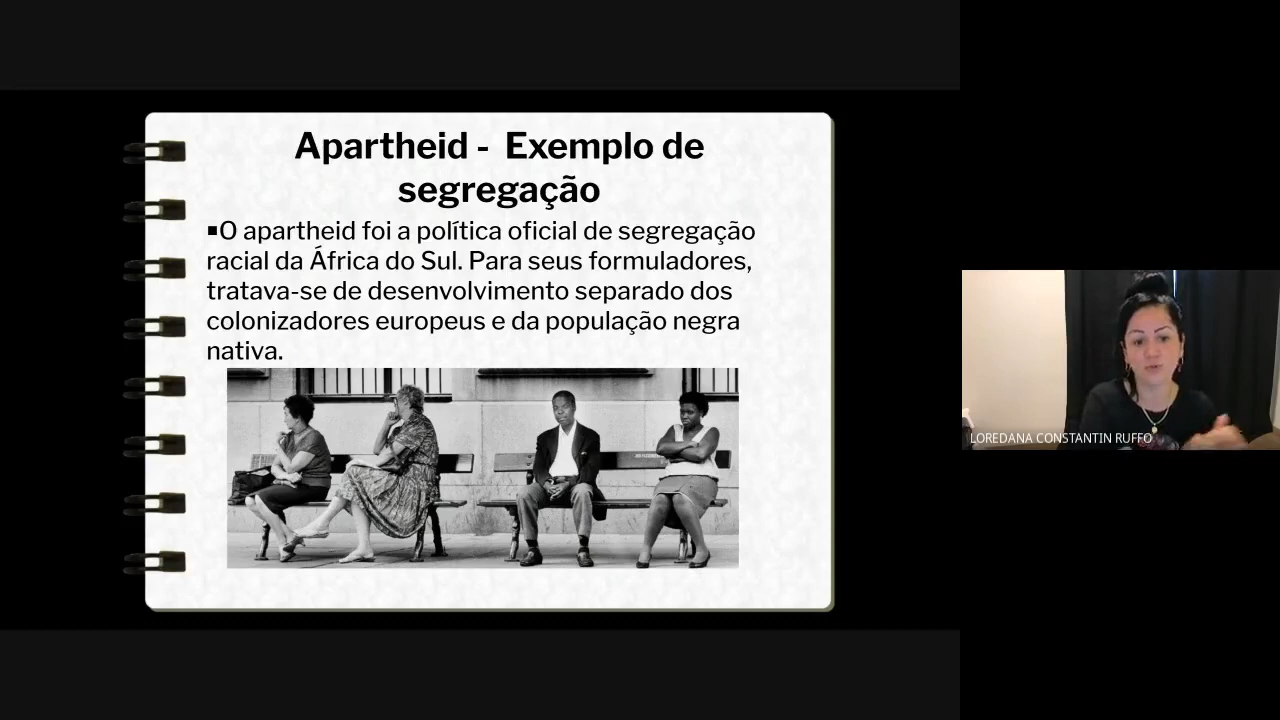 Apartheid -  Exemplo de
segregação
▪O apartheid foi a política oficial de segregação
racial da África do Sul. Para seus formuladores,
tratava-se de desenvolvimento separado dos
colonizadores europeus e da população negra
nativa.
LOREDANA CONSTANTIN RUFFO